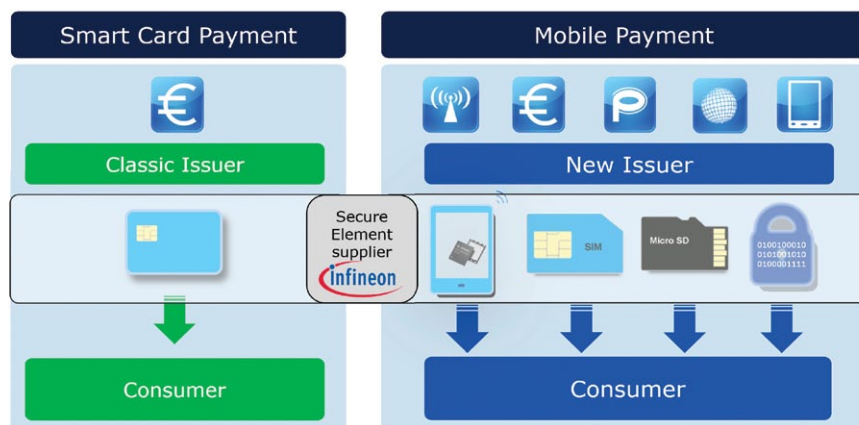 Smart Card Payment
Mobile Payment
€
€
P
Classic Issuer
New Issuer
Secure
Element
supplier
infineon
SIM
Micro SD
0100100010
0101001010
0100001111
Consumer
Consumer